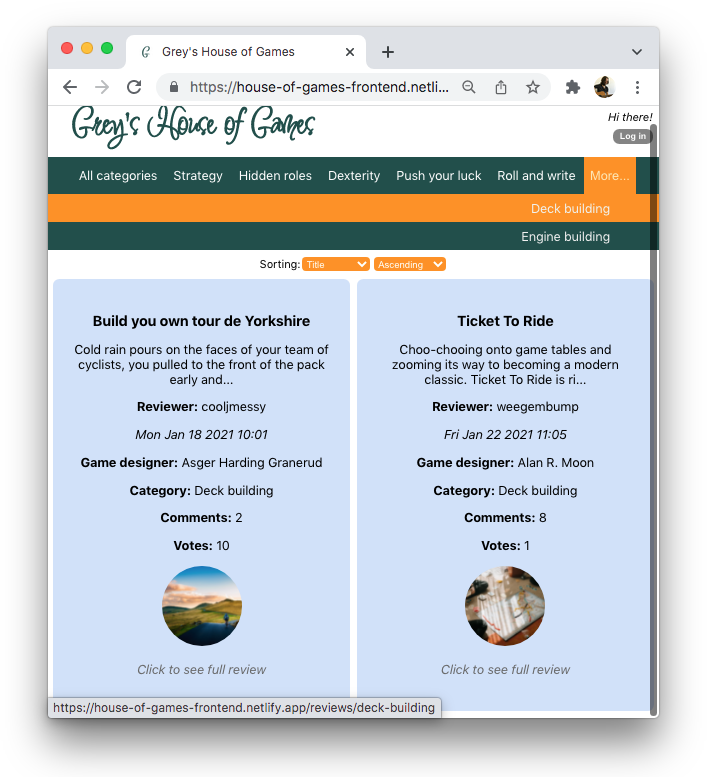 Grey's House of Games
https://house-of-games-frontend.netli...
Grey's House of Games
Hi there!
Log in
All categories Strategy Hidden roles Dexterity Push your luck Roll and write More...
Deck building
Engine building
Sorting: Title Ascending
Build you own tour de Yorkshire
Cold rain pours on the faces of your team of
cyclists, you pulled to the front of the pack
early and...
Reviewer: cooljmessy
Mon Jan 18 2021 10:01
Game designer: Asger Harding Granerud
Category: Deck building
Comments: 2
Votes: 10
Click to see full review
Ticket To Ride
Choo-chooing onto game tables and
zooming its way to becoming a modern
classic. Ticket To Ride is ri...
Reviewer: weegembump
Fri Jan 22 2021 11:05
Game designer: Alan R. Moon
Category: Deck building
Comments: 8
Votes: 1
Click to see full review
https://house-of-games-frontend.netlify.app/reviews/deck-building